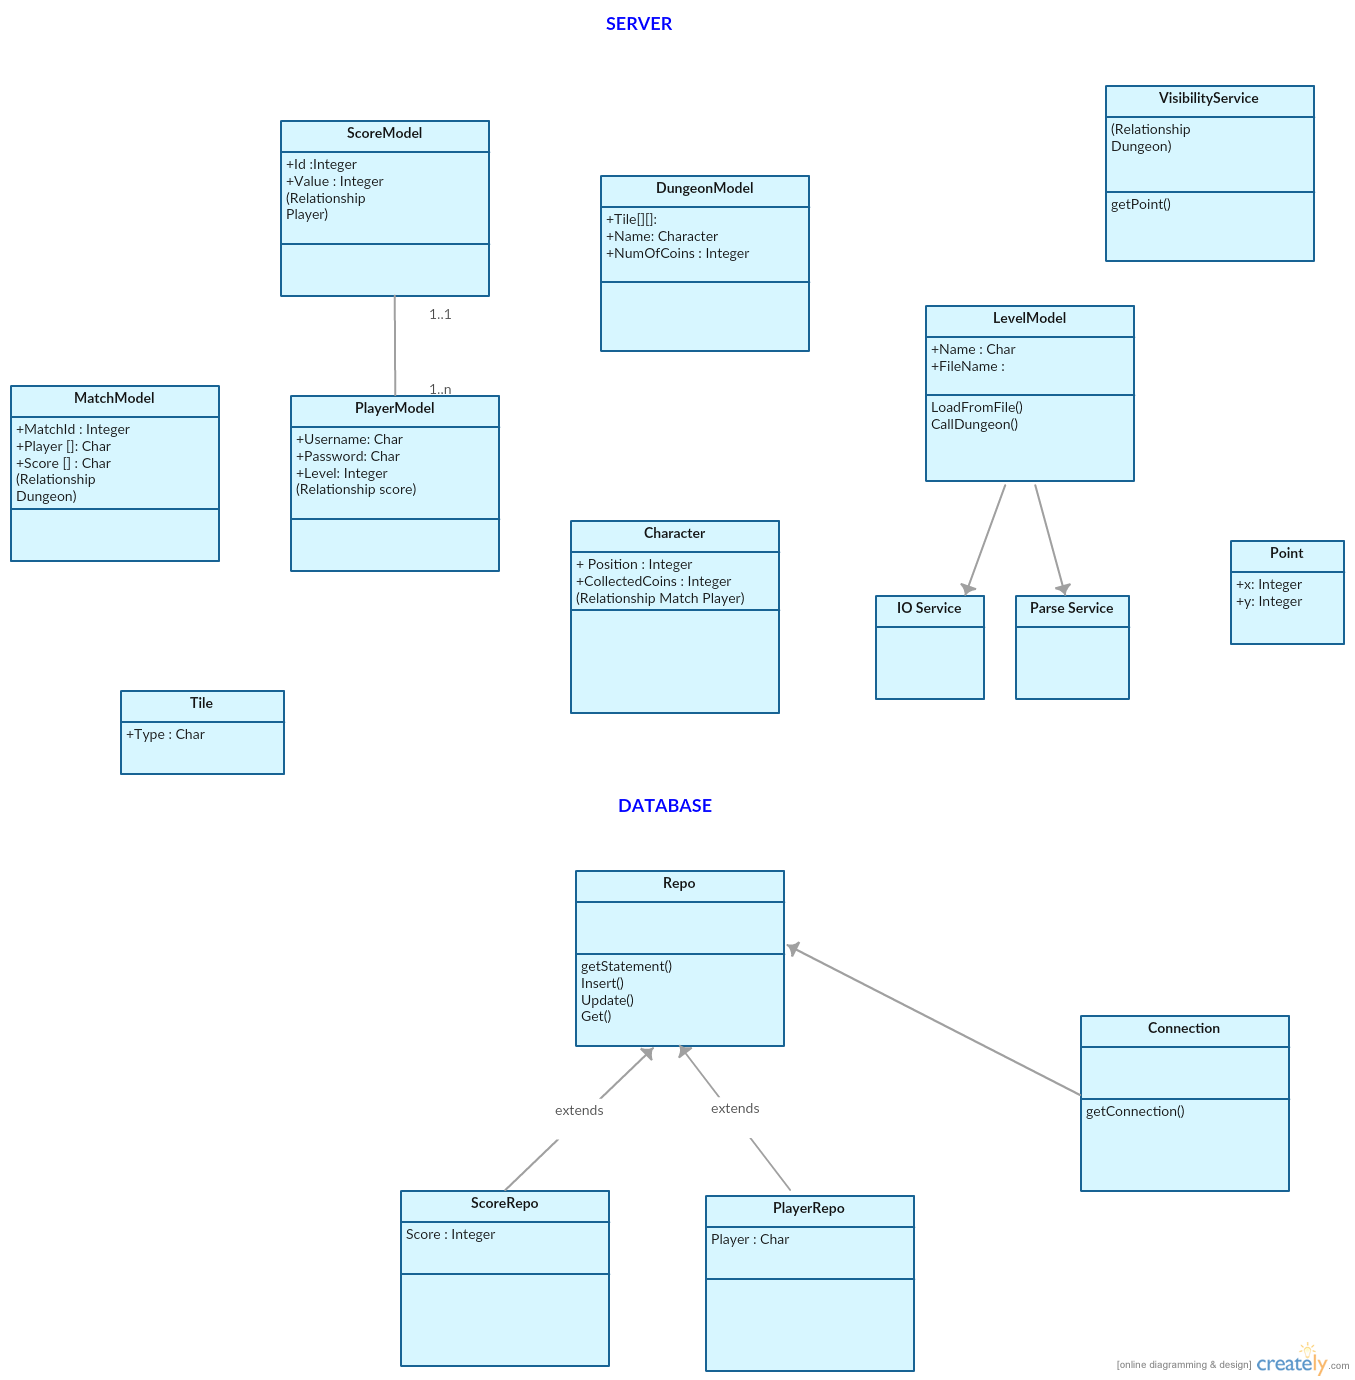 SERVER
VisibilityService
(Relationship
Dungeon)
getPoint()
ScoreModel
+Id :Integer
+Value : Integer
(Relationship
Player)
DungeonModel
+Tile[][]:
+Name: Character
+NumOfCoins : Integer
1..1
1..n
LevelModel
+Name : Char
+FileName :
LoadFromFile()
CallDungeon()
MatchModel
+MatchId : Integer
+Player []: Char
+Score [] : Char
(Relationship
Dungeon)
PlayerModel
+Username: Char
+Password: Char
+Level: Integer
(Relationship score)
Character
+ Position : Integer
+CollectedCoins : Integer
(Relationship Match Player)
IO Service
Parse Service
Point
+x: Integer
+y: Integer
Tile
+Type : Char
DATABASE
Repo
getStatement()
Insert()
Update()
Get()
Connection
getConnection()
extends
extends
ScoreRepo
Score : Integer
PlayerRepo
Player : Char
[online diagramming & design] creately.com